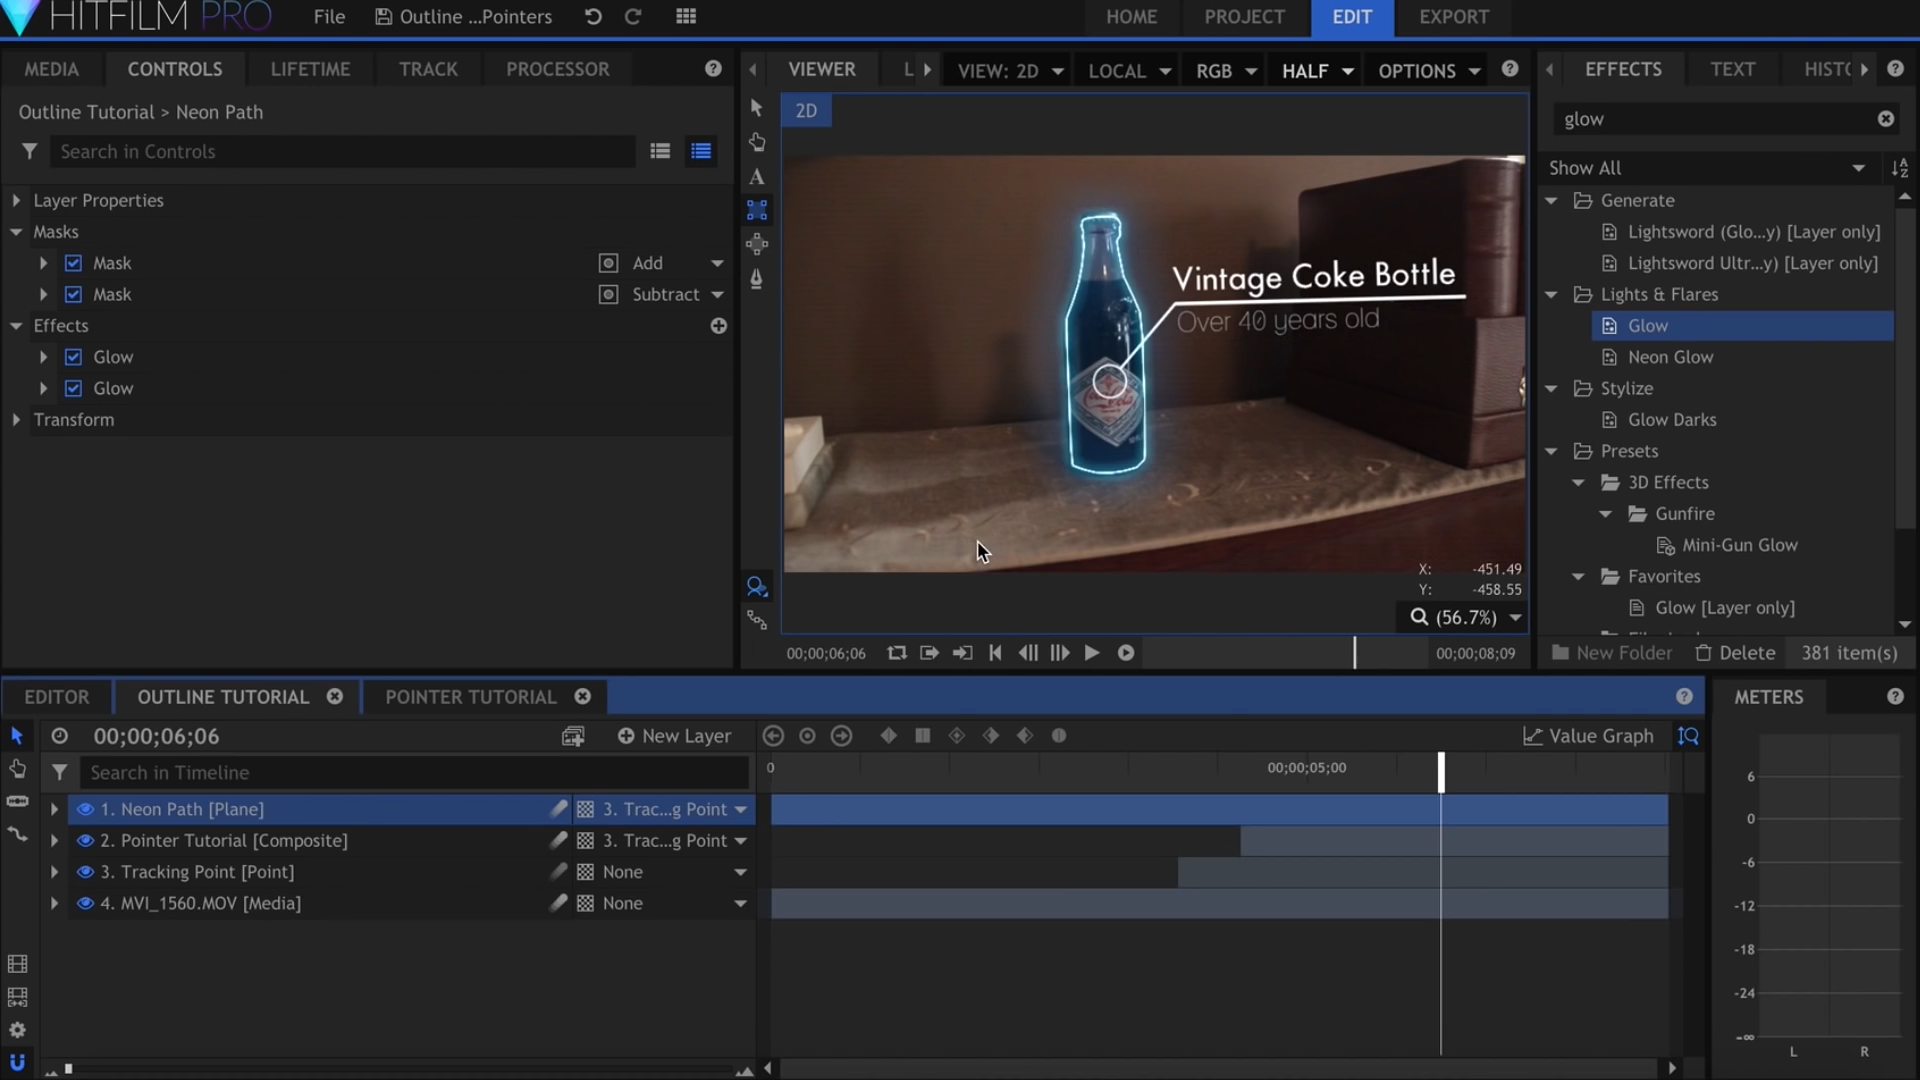 HITFILM PRO
File
Outline ...Pointers
HOME
PROJECT
EDIT
EXPORT
MEDIA
CONTROLS
LIFETIME
TRACK
PROCESSOR
Outline Tutorial > Neon Path
Search in Controls
Layer Properties
Masks
Mask
Add
Mask
Subtract
Effects
Glow
Glow
Transform
VIEWER
L
VIEW: 2D
LOCAL
RGB
HALF
OPTIONS
2D
A
Vintage Coke Bottle
Over 40 years old
X: -451.49
Y: -458.55
(56.7%)
00;00;06;06
00;00;08;09
EFFECTS
TEXT
HISTO
glow
Show All
Generate
Lightsword (Glo...y) [Layer only]
Lightsword Ultr...y) [Layer only]
Lights & Flares
Glow
Neon Glow
Stylize
Glow Darks
Presets
3D Effects
Gunfire
Mini-Gun Glow
Favorites
Glow [Layer only]
New Folder
Delete
381 item(s)
EDITOR
OUTLINE TUTORIAL
POINTER TUTORIAL
00;00;06;06
New Layer
Value Graph
Search in Timeline
0
00;00;05;00
1. Neon Path [Plane]
3. Trac...g Point
2. Pointer Tutorial [Composite]
3. Trac...g Point
3. Tracking Point [Point]
None
4. MVI_1560.MOV [Media]
None
METERS
6
0
-6
-12
-18
-24
-∞
L
R